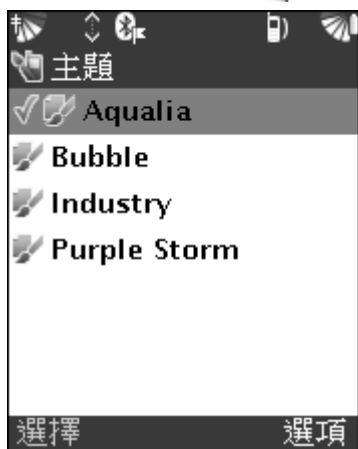 主題
Aqualia
Bubble
Industry
Purple Storm
選擇 選項